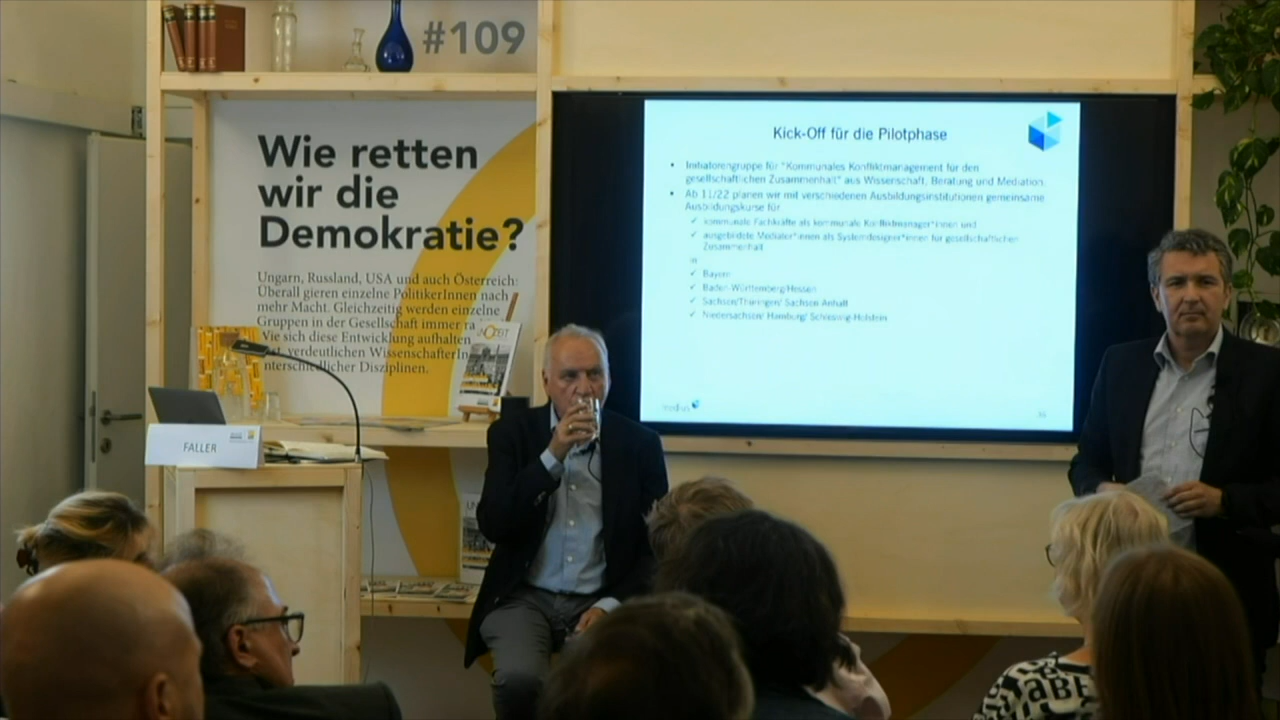 #109
Wie retten
wir die
Demokratie?
Ungarn, Russland, USA und auch Österreich:
Überall gieren einzelne PolitikerInnen nach
mehr Macht. Gleichzeitig werden einzelne
Gruppen in der Gesellschaft immer ra
Wie sich diese Entwicklung aufhalten
verdeutlichen WissenschafterIn
nterschiedlicher Disziplinen.
FALLER
Kick-Off für die Pilotphase
• Initiatorengruppe für "Kommunales Konfliktmanagement für den
gesellschaftlichen Zusammenhalt" aus Wissenschaft, Beratung und Mediation.
• Ab 11/22 planen wir mit verschiedenen Ausbildungsinstitutionen gemeinsame
Ausbildungskurse für
✓ kommunale Fachkräfte als kommunale Konfliktmanager*innen und
✓ ausgebildete Mediator*innen als Systemdesigner*innen für gesellschaftlichen
Zusammenhalt
in
✓ Bayern
✓ Baden-Württemberg/Hessen
✓ Sachsen/Thüringen/ Sachsen Anhalt
✓ Niedersachsen/ Hamburg/ Schleswig-Holstein